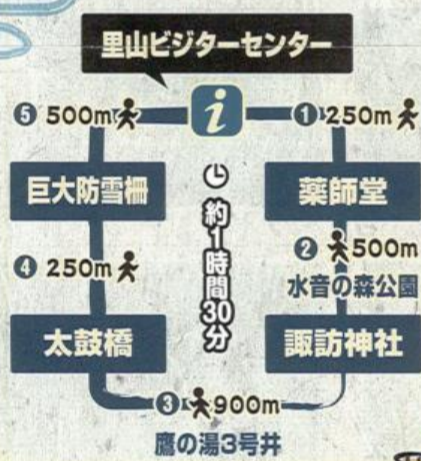 里山ビジターセンター
i
❶250m
薬師堂
❷ 500m
水音の森公園
諏訪神社
❸ 900m
鷹の湯3号井
太鼓橋
❹ 250m
巨大防雪柵
❺ 500m
約1時間30分